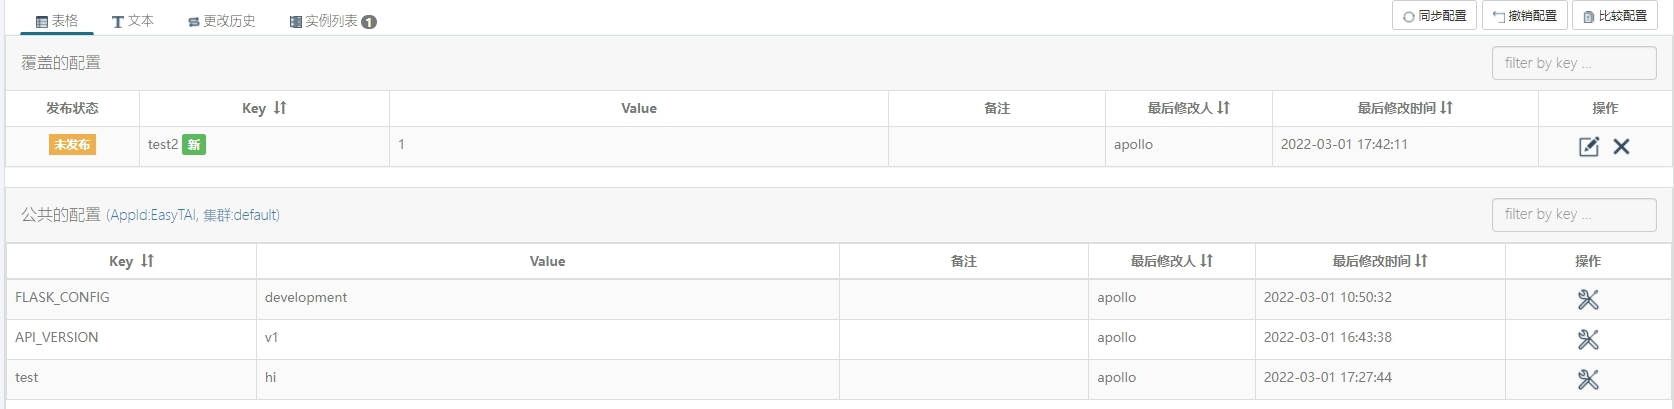 表格 文本 更改历史 实例列表 1 同步配置 撤销配置 比较配置
覆盖的配置 filter by key ...
发布状态 Key Value 备注 最后修改人 最后修改时间 操作
未发布 test2 新 1 apollo 2022-03-01 17:42:11
公共的配置 (AppId:EasyTAI, 集群:default) filter by key ...
Key Value 备注 最后修改人 最后修改时间 操作
FLASK_CONFIG development apollo 2022-03-01 10:50:32
API_VERSION v1 apollo 2022-03-01 16:43:38
test hi apollo 2022-03-01 17:27:44